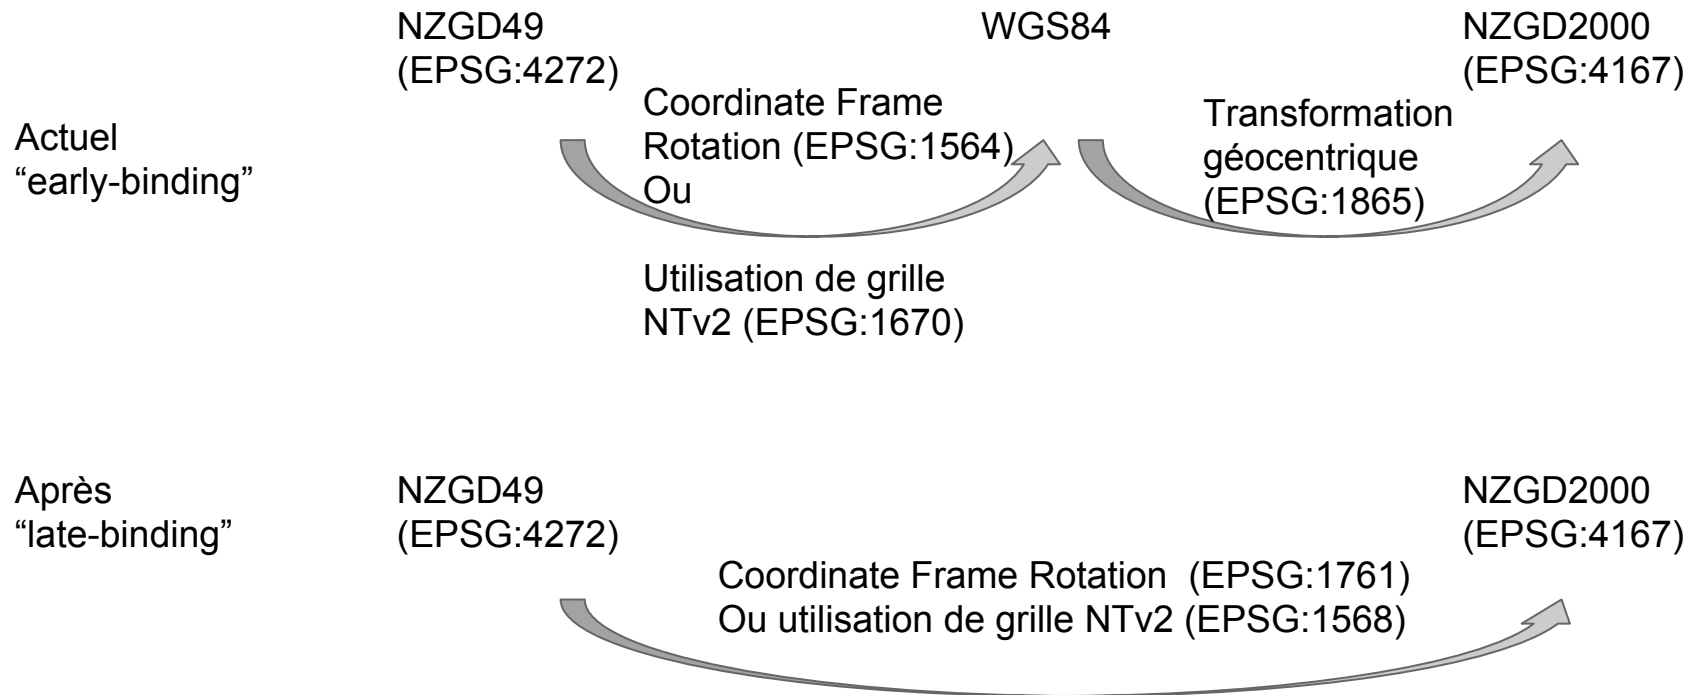 NZGD49
(EPSG:4272)
WGS84
NZGD2000
(EPSG:4167)
Actuel
“early-binding”
Coordinate Frame
Rotation (EPSG:1564)
Ou
Utilisation de grille
NTv2 (EPSG:1670)
Transformation
géocentrique
(EPSG:1865)
Après
“late-binding”
NZGD49
(EPSG:4272)
NZGD2000
(EPSG:4167)
Coordinate Frame Rotation (EPSG:1761)
Ou utilisation de grille NTv2 (EPSG:1568)